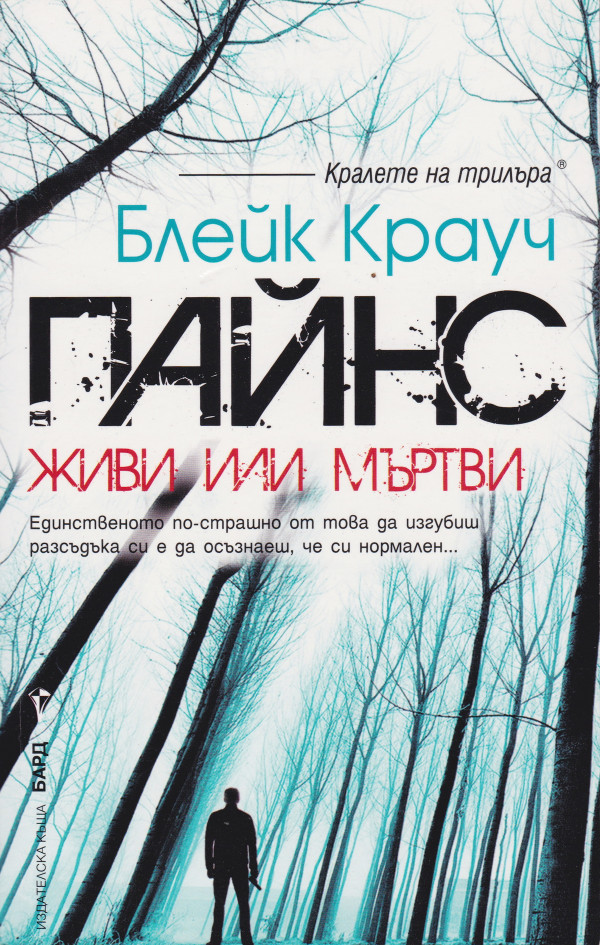 Кралете на трилъра®
Блейк Крауч
ПАЙНС
ЖИВИ ИЛИ МЪРТВИ
Единственото по-страшно от това да изгубиш
разсъдъка си е да осъзнаеш, че си нормален...
ИЗДАТЕЛСКА КЪЩА БАРД